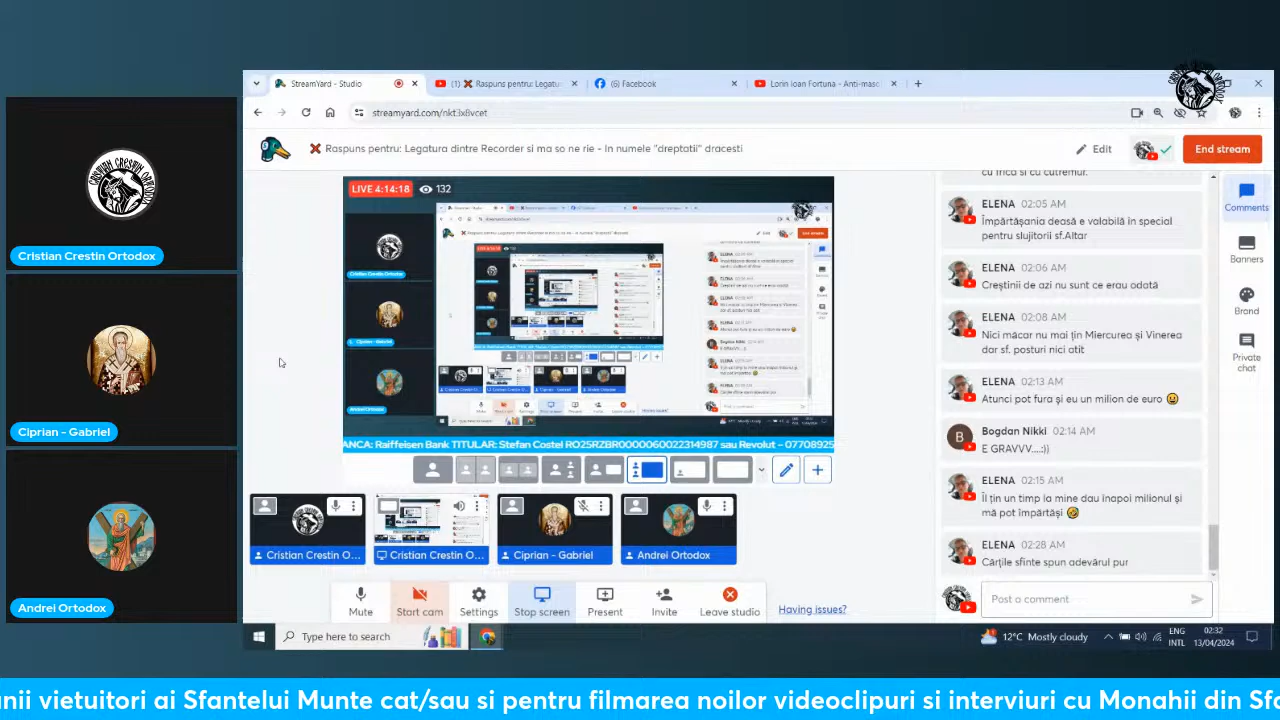 StreamYard - Studio
(1) ❌ Raspuns pentru: Legatu
(6) Facebook
Lorin Ioan Fortuna - Anti-masc
streamyard.com/nkt3x8vcet
❌ Raspuns pentru: Legatura dintre Recorder si ma so ne rie - In numele "dreptatii" dracesti
Edit
End stream
Cristian Crestin Ortodox
Ciprian - Gabriel
Andrei Ortodox
LIVE 4:14:18 132
ANCA: Raiffeisen Bank TITULAR: Stefan Costel RO25RZBR0000060022314987 sau Revolut - 07708925
Cristian Crestin O...
Cristian Crestin O...
Ciprian - Gabriel
Andrei Ortodox
Mute
Start cam
Settings
Stop screen
Present
Invite
Leave studio
Having issues?
cu frica si cu cutremur.
ELENA 02:05 AM
Împărtășania deasă e valabilă in special
pentru slujitorii sf.Altar
ELENA 02:06 AM
Creștinii de azi nu sunt ce erau odată
ELENA 02:08 AM
Nici măcar nu mai țin Miercurea și Vinerea
dar sf. posturi nici atît
ELENA 02:13 AM
Atunci pot fura și eu un milion de euro
Bogdan Nikki 02:14 AM
E GRAVVV....:))
ELENA 02:15 AM
Îl țin un timp la mine dau inapoi milionul și
mă pot împărtăși
ELENA 02:28 AM
Cărțile sfinte spun adevărul pur
Post a comment
Comments
Banners
Brand
Private
chat
Type here to search
12°C Mostly cloudy
ENG
INTL
02:32
13/04/2024
nii vietuitori ai Sfantelui Munte cat/sau si pentru filmarea noilor videoclipuri si interviuri cu Monahii din Sfa